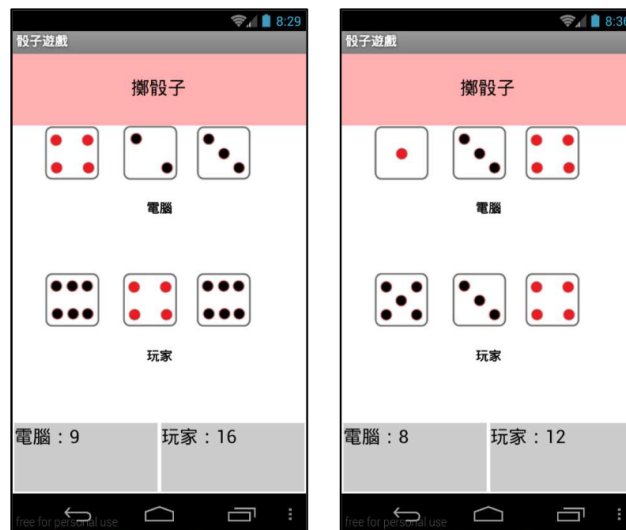 8:29
骰子遊戲
擲骰子
電腦
玩家
電腦：9
玩家：16
free for personal use
8:36
骰子遊戲
擲骰子
電腦
玩家
電腦：8
玩家：12
free for personal use